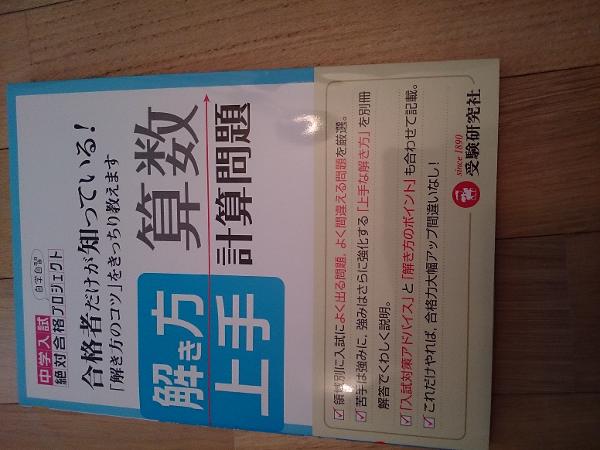 中学入試
絶対合格プロジェクト
自学自習
合格者だけが知っている!
「解き方のコツ」をきっちり教えます
解き方
上手
算数
計算問題
領域別に入試によく出る問題、よく間違える問題を厳選。
苦手は強みに、強みはさらに強化する「上手な解き方」を別冊
解答でくわしく説明。
「入試対策アドバイス」と「解き方のポイント」も合わせて記載。
これだけやれば、合格力大幅アップ間違いなし!
since 1890
受験研究社